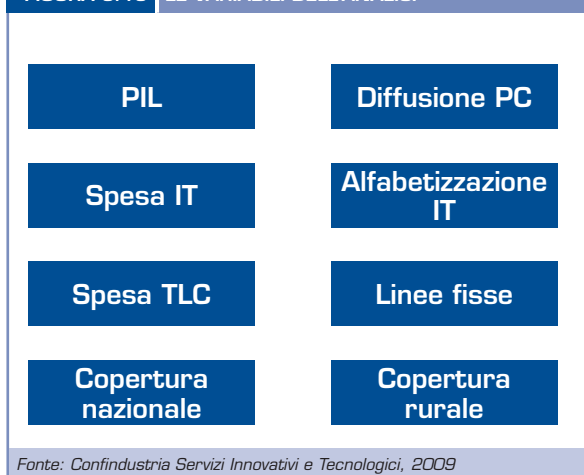 PIL
Diffusione PC
Spesa IT
Alfabetizzazione
IT
Spesa TLC
Linee fisse
Copertura
nazionale
Copertura
rurale
Fonte: Confindustria Servizi Innovativi e Tecnologici, 2009